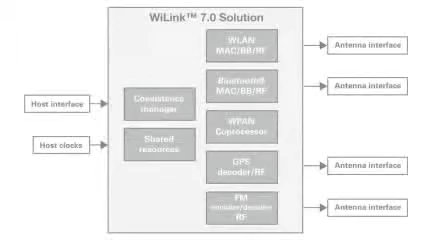 WiLink™ 7.0 Solution
WLAN
MAC/BB/RF
Antenna interface
Bluetooth®
MAC/BB/RF
Antenna interface
Host interface
Coexistence
manager
WPAN
Coprocessor
Host clocks
Shared
resources
GPS
decoder/RF
Antenna interface
FM
encoder/decoder
RF
Antenna interface